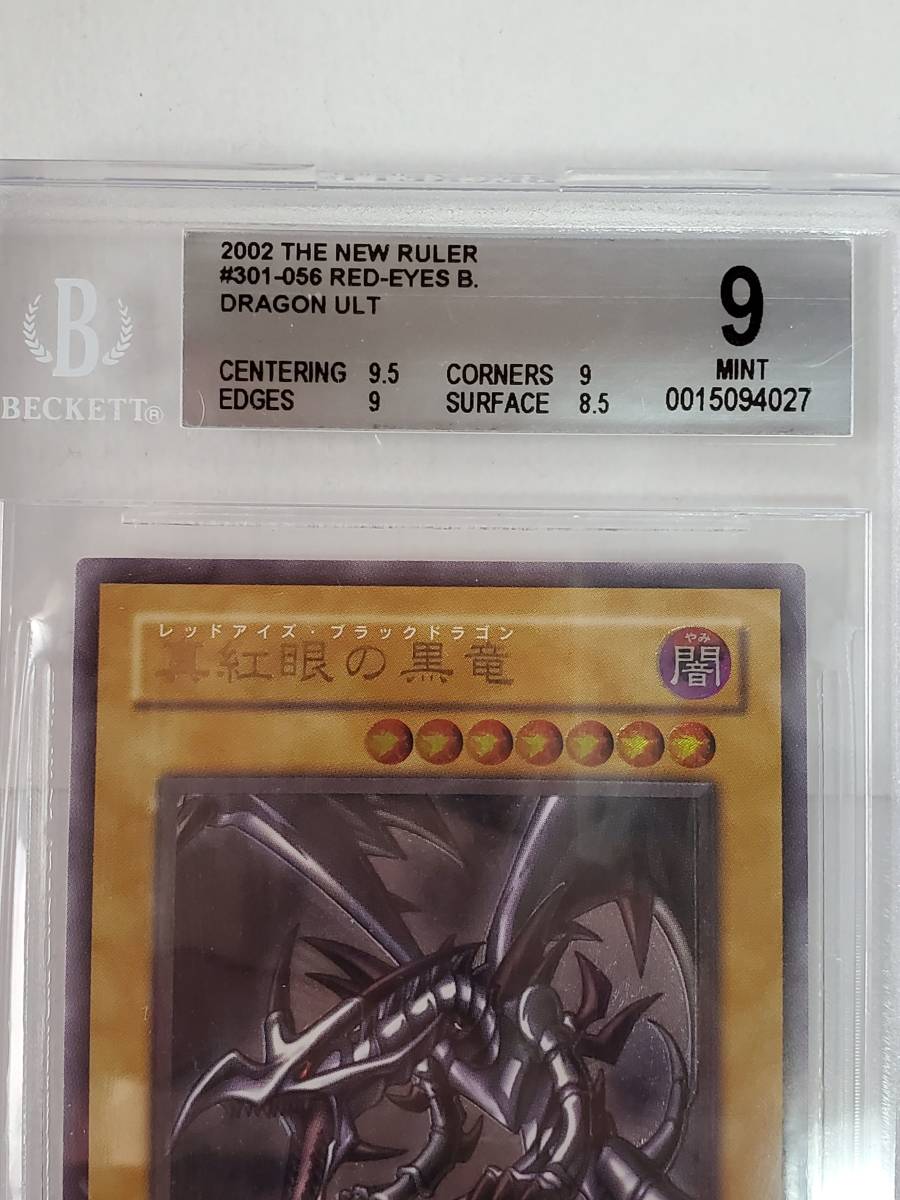 2002 THE NEW RULER
#301-056 RED-EYES B.
DRAGON ULT
9
MINT
CENTERING 9.5 CORNERS 9
EDGES 9 SURFACE 8.5
0015094027
B
BECKETT®
レッドアイズ・ブラックドラゴン
真紅眼の黒竜
やみ
闇